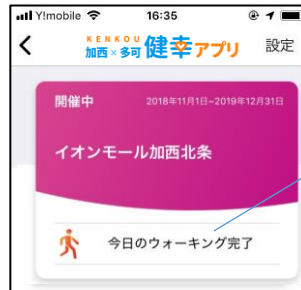 Y!mobile 16:35
KENKOU
加西×多可 健幸アプリ 設定
開催中 2018年11月1日~2019年12月31日
イオンモール加西北条
今日のウォーキング完了